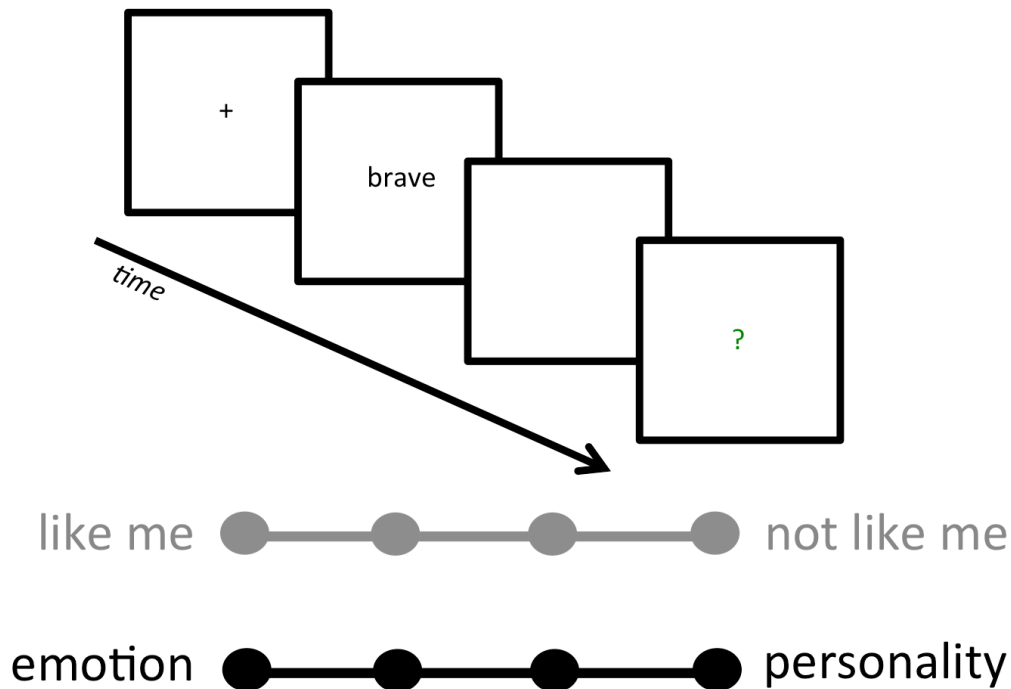 +
brave
?
time
like me not like me
emotion personality